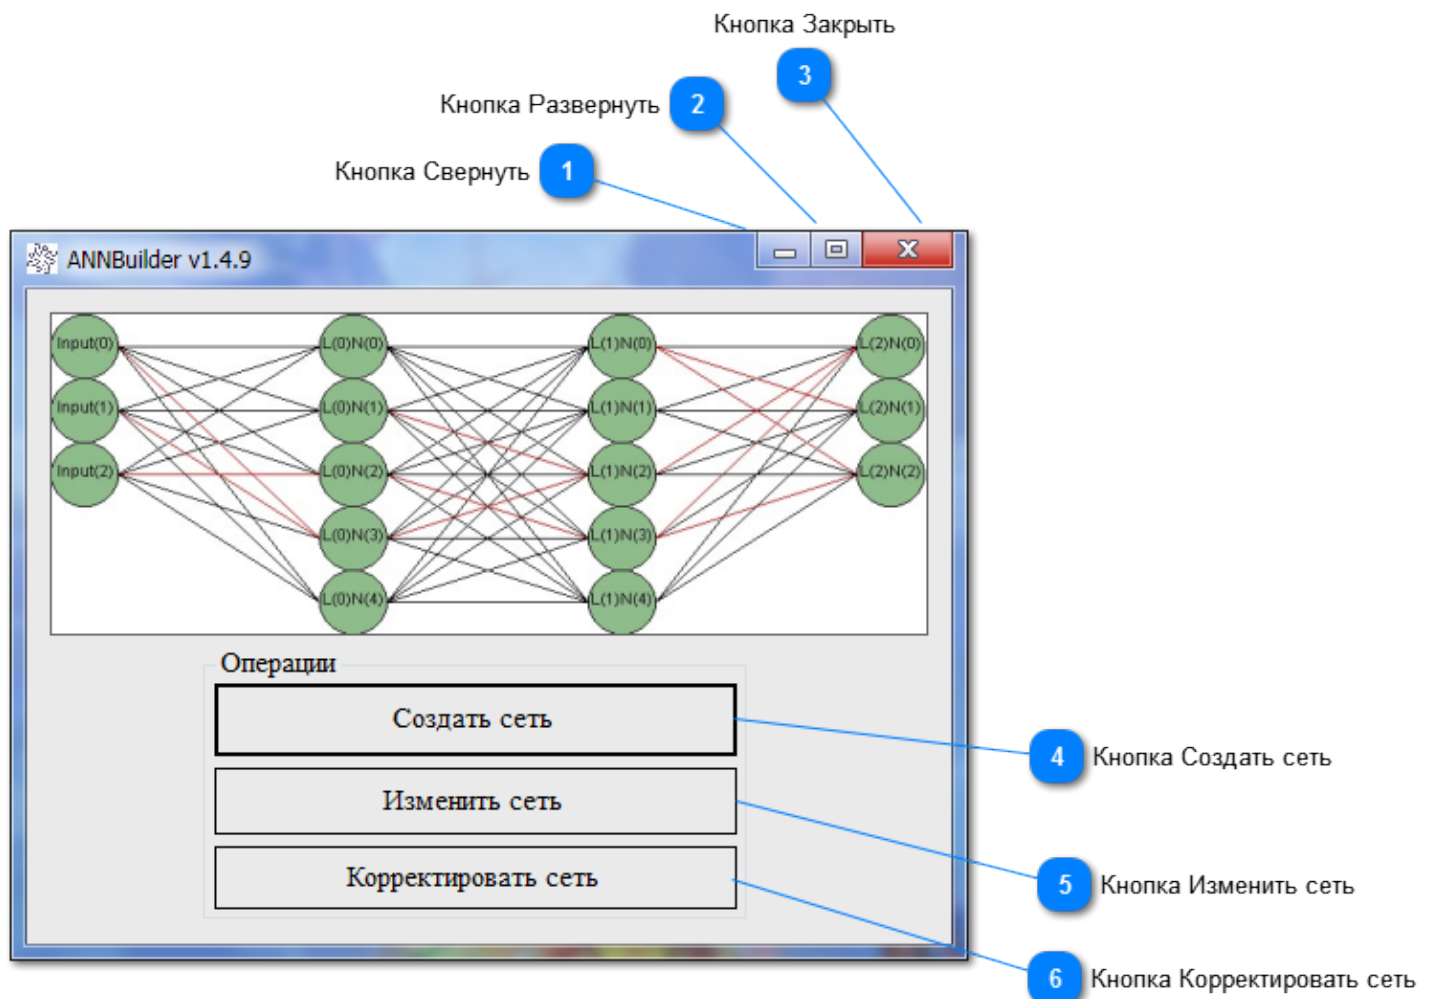 Кнопка Закрыть
3
Кнопка Развернуть 2
Кнопка Свернуть 1
ANNBuilder v1.4.9
Input(0) L(0)N(0) L(1)N(0) L(2)N(0)
Input(1) L(0)N(1) L(1)N(1) L(2)N(1)
Input(2) L(0)N(2) L(1)N(2) L(2)N(2)
L(0)N(3) L(1)N(3)
L(0)N(4) L(1)N(4)
Операции
Создать сеть
4 Кнопка Создать сеть
Изменить сеть
5 Кнопка Изменить сеть
Корректировать сеть
6 Кнопка Корректировать сеть